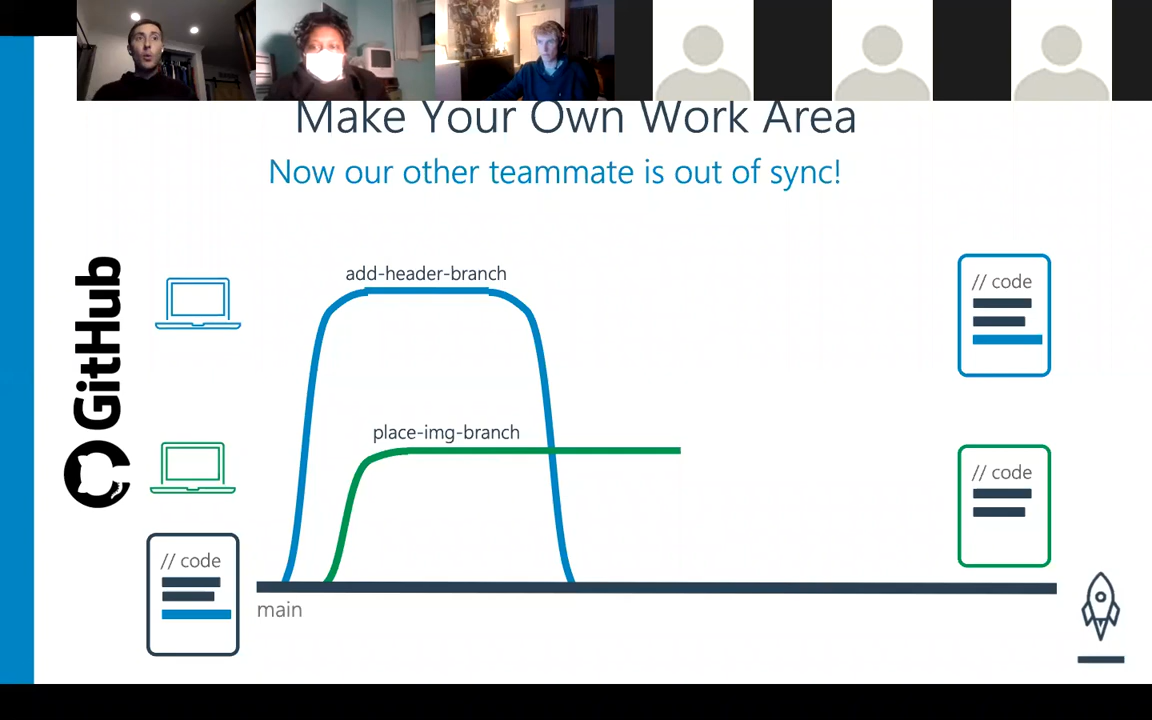 Make Your Own Work Area
Now our other teammate is out of sync!
GitHub
add-header-branch
// code
place-img-branch
// code
// code
main